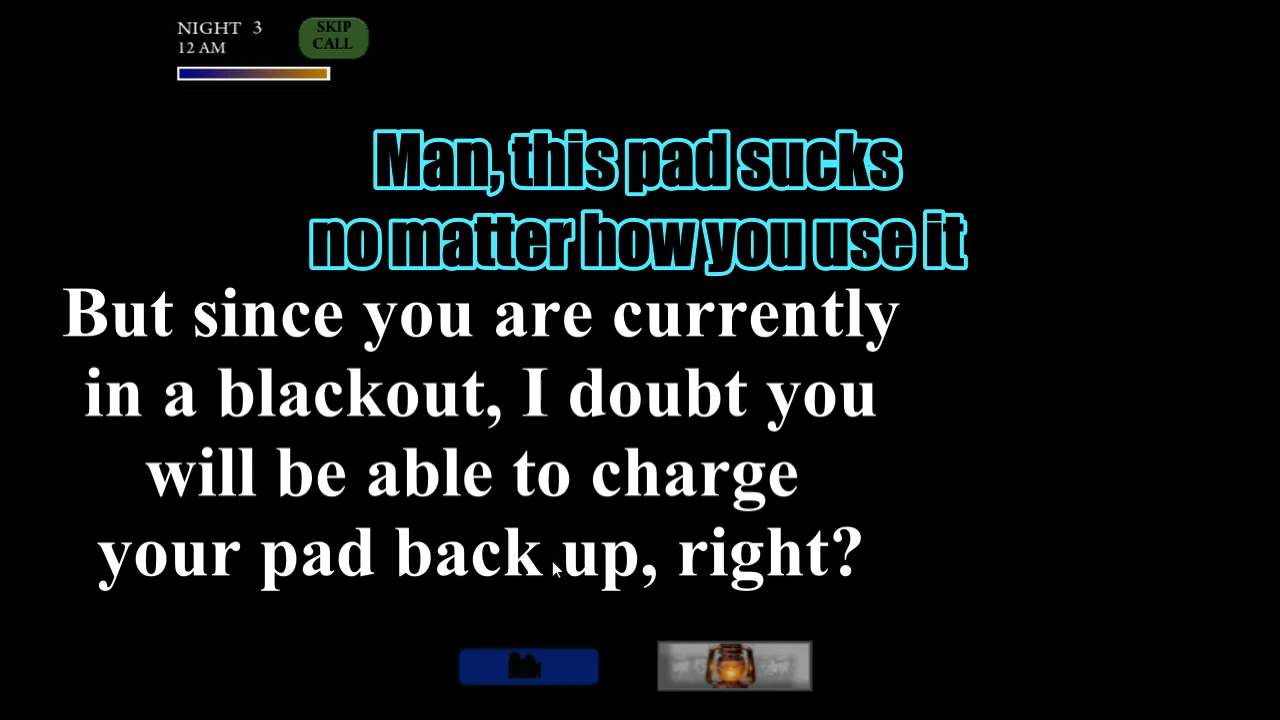 NIGHT 3
12 AM
SKIP
CALL
Man, this pad sucks
no matter how you use it
But since you are currently
in a blackout, I doubt you
will be able to charge
your pad back up, right?